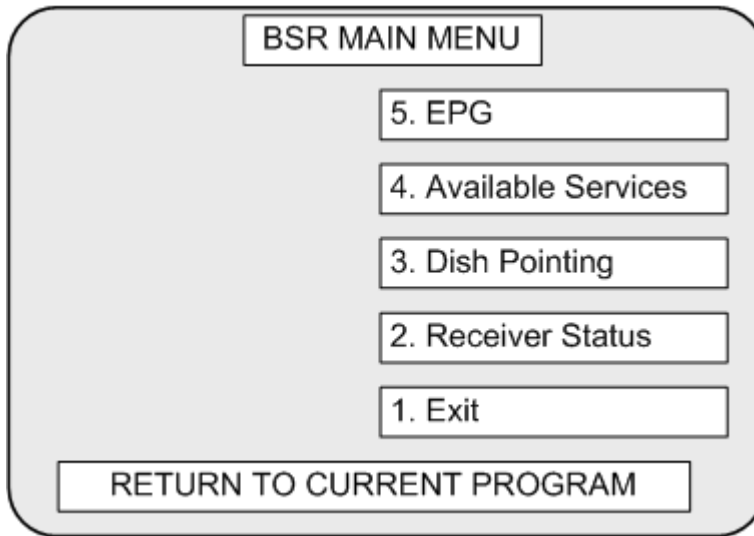 BSR MAIN MENU
5. EPG
4. Available Services
3. Dish Pointing
2. Receiver Status
1. Exit
RETURN TO CURRENT PROGRAM